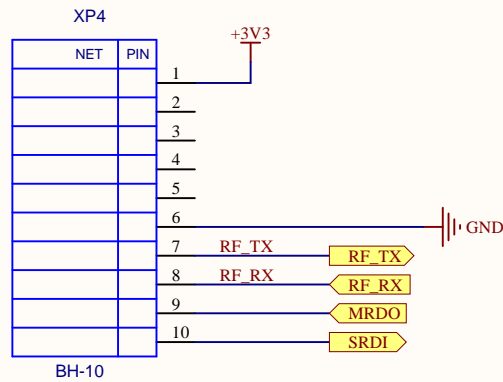 XP4
+3V3
NET PIN
1
2
3
4
5
6 GND
7 RF_TX RF_TX
8 RF_RX RF_RX
9 MRDO
10 SRDI
BH-10